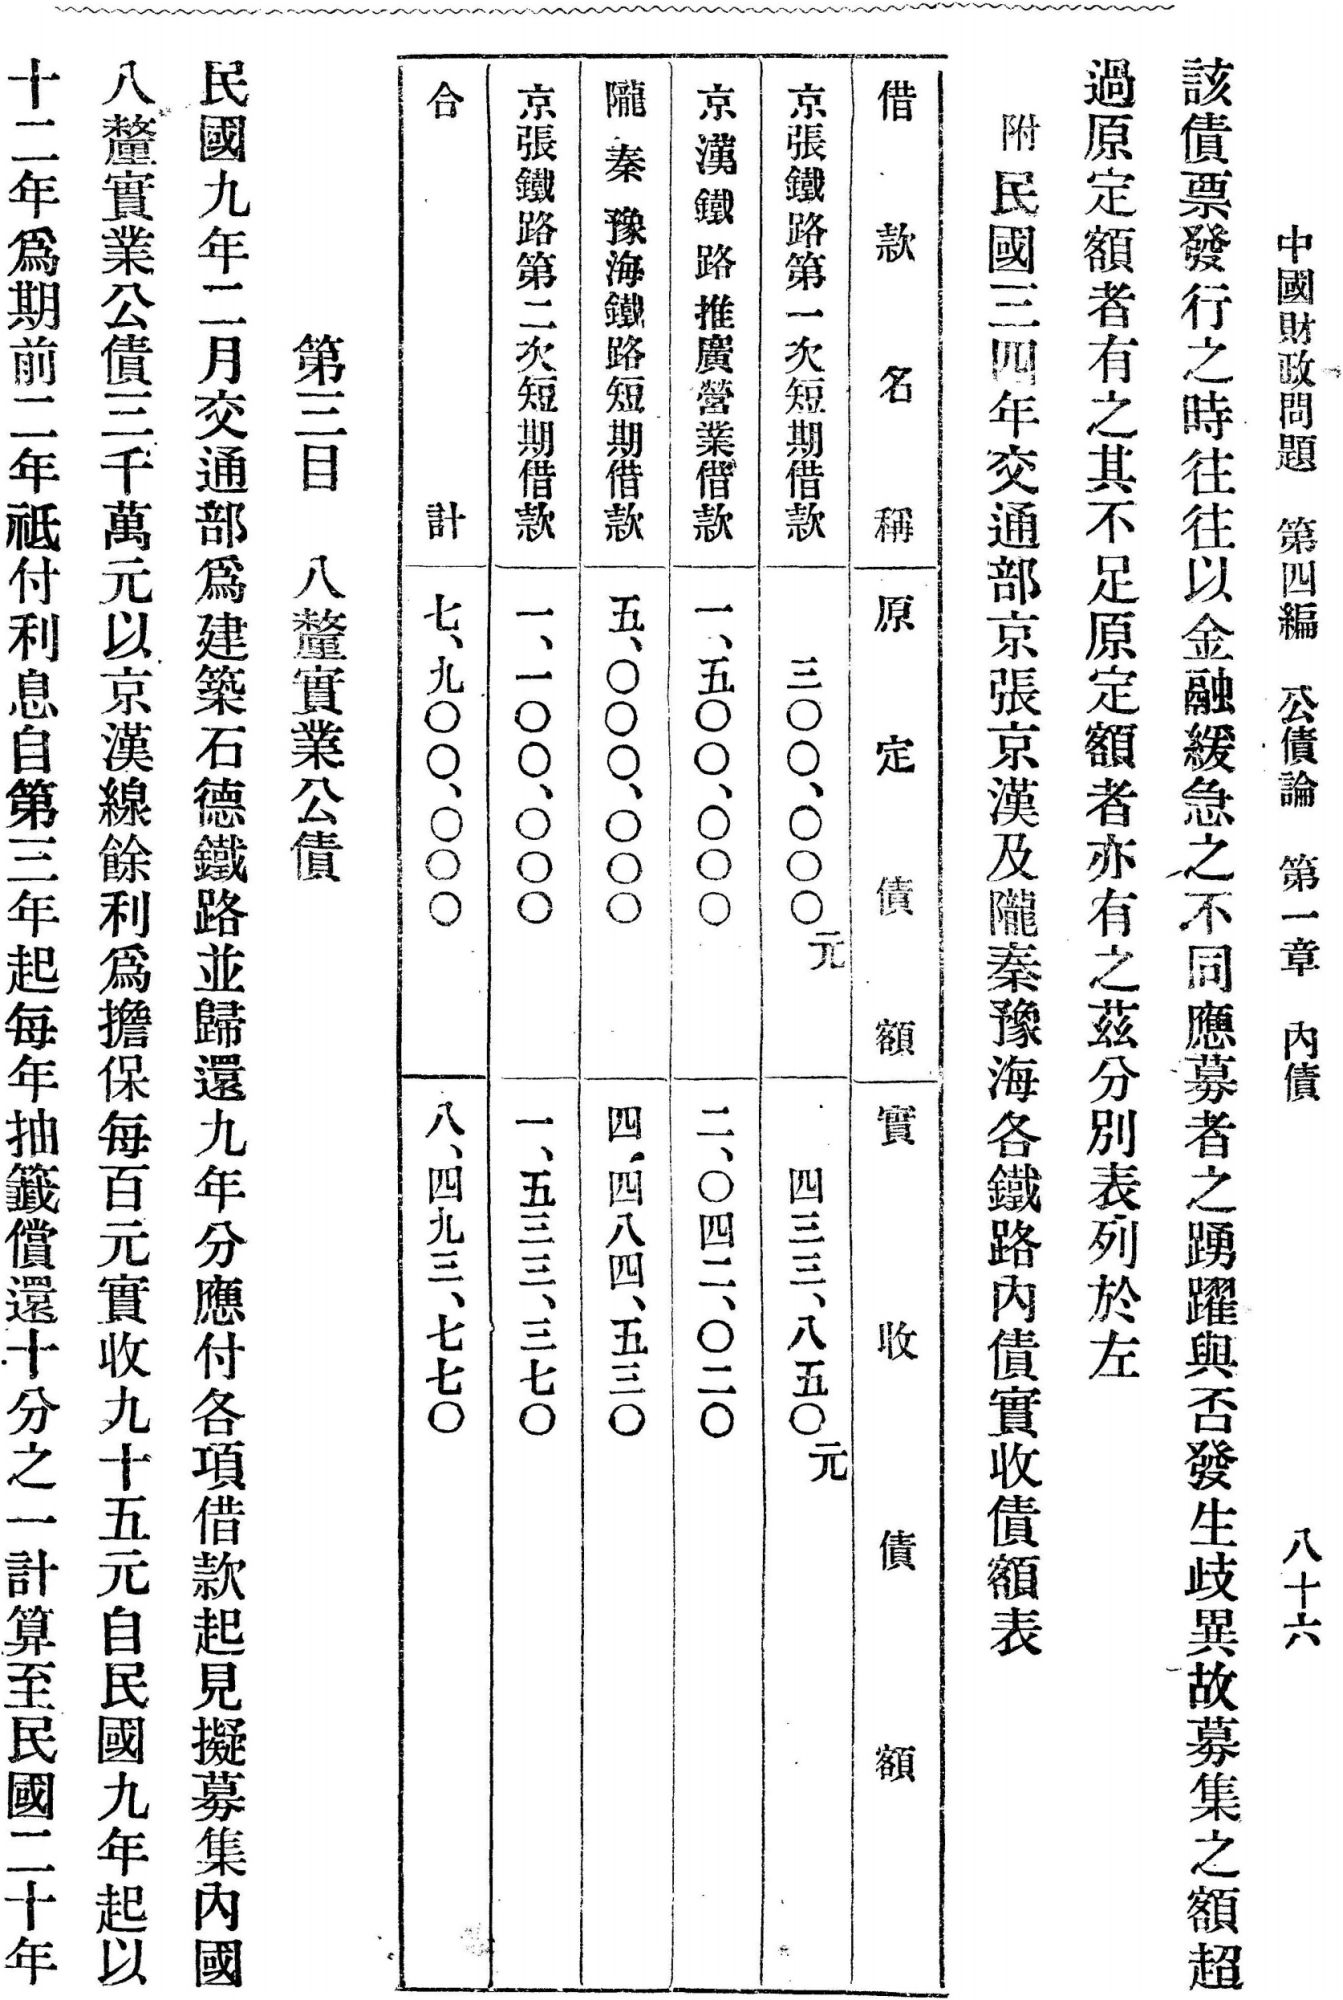 中國財政問題　第四編　公債論　第一章　內債　八十六
該債票發行之時往往以金融緩急之不同應募者之踴躍與否發生歧異故募集之額超
過原定額者有之其不足原定額者亦有之茲分別表列於左
附民國三四年交通部京張京漢及隴秦豫海各鐵路內債實收債額表
借款名稱　原定債額　實收債額
京張鐵路第一次短期借款　三〇〇、〇〇〇元　四三三、八五〇元
京漢鐵路推廣營業借款　一、五〇〇、〇〇〇　二、〇四二、〇二〇
隴秦豫海鐵路短期借款　五、〇〇〇、〇〇〇　四、四八四、五三〇
京張鐵路第二次短期借款　一、一〇〇、〇〇〇　一、五三三、三七〇
合計　七、九〇〇、〇〇〇　八、四九三、七七〇
第三目　八釐實業公債
民國九年二月交通部爲建築石德鐵路並歸還九年分應付各項借款起見擬募集內國
八釐實業公債三千萬元以京漢線餘利爲擔保每百元實收九十五元自民國九年起以
十二年爲期前二年祗付利息自第三年起每年抽籤償還十分之一計算至民國二十年